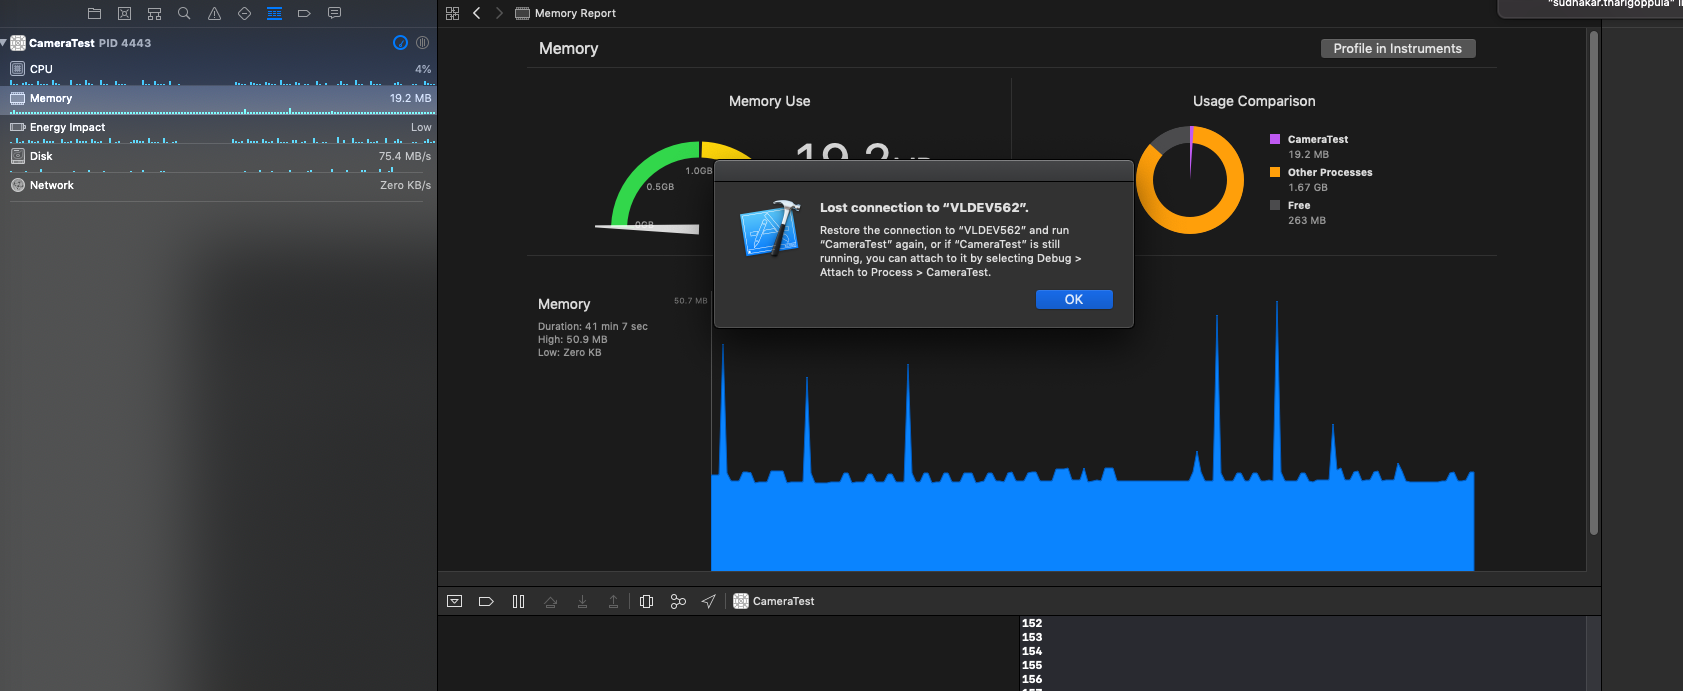 "sudhakar.tharigoppula"
Memory Report
CameraTest PID 4443
CPU 4%
Memory 19.2 MB
Energy Impact Low
Disk 75.4 MB/s
Network Zero KB/s
Memory
Profile in Instruments
Memory Use
0GB
0.5GB
1.0GB
19.2
Usage Comparison
CameraTest
19.2 MB
Other Processes
1.67 GB
Free
263 MB
Lost connection to “VLDEV562”.
Restore the connection to “VLDEV562” and run
“CameraTest” again, or if “CameraTest” is still
running, you can attach to it by selecting Debug >
Attach to Process > CameraTest.
OK
Memory
50.7 MB
Duration: 41 min 7 sec
High: 50.9 MB
Low: Zero KB
CameraTest
152
153
154
155
156